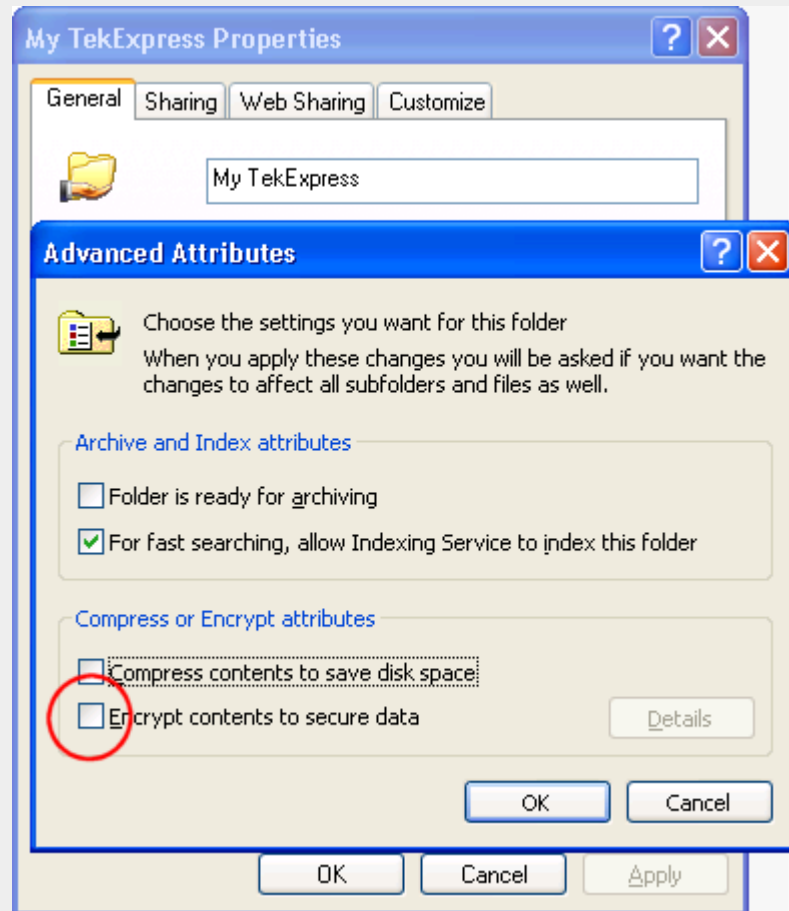 My TekExpress Properties
General Sharing Web Sharing Customize
My TekExpress
Advanced Attributes
Choose the settings you want for this folder
When you apply these changes you will be asked if you want the
changes to affect all subfolders and files as well.
Archive and Index attributes
Folder is ready for archiving
For fast searching, allow Indexing Service to index this folder
Compress or Encrypt attributes
Compress contents to save disk space
Encrypt contents to secure data
Details
OK Cancel
OK Cancel Apply